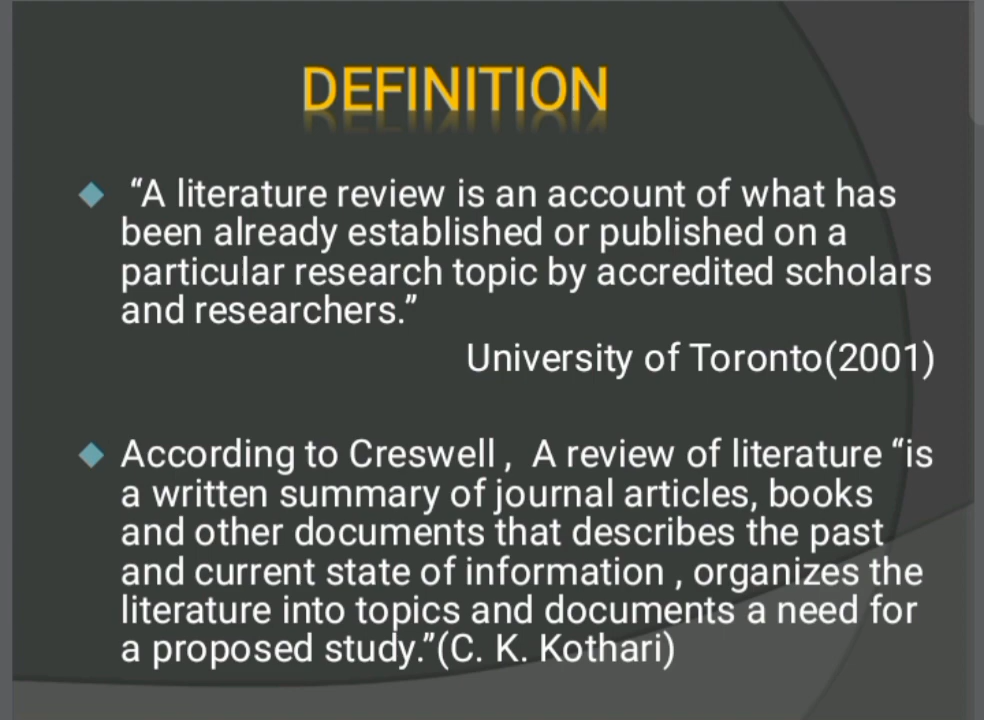 DEFINITION
“A literature review is an account of what has
been already established or published on a
particular research topic by accredited scholars
and researchers.”
University of Toronto(2001)
According to Creswell , A review of literature “is
a written summary of journal articles, books
and other documents that describes the past
and current state of information , organizes the
literature into topics and documents a need for
a proposed study.”(C. K. Kothari)